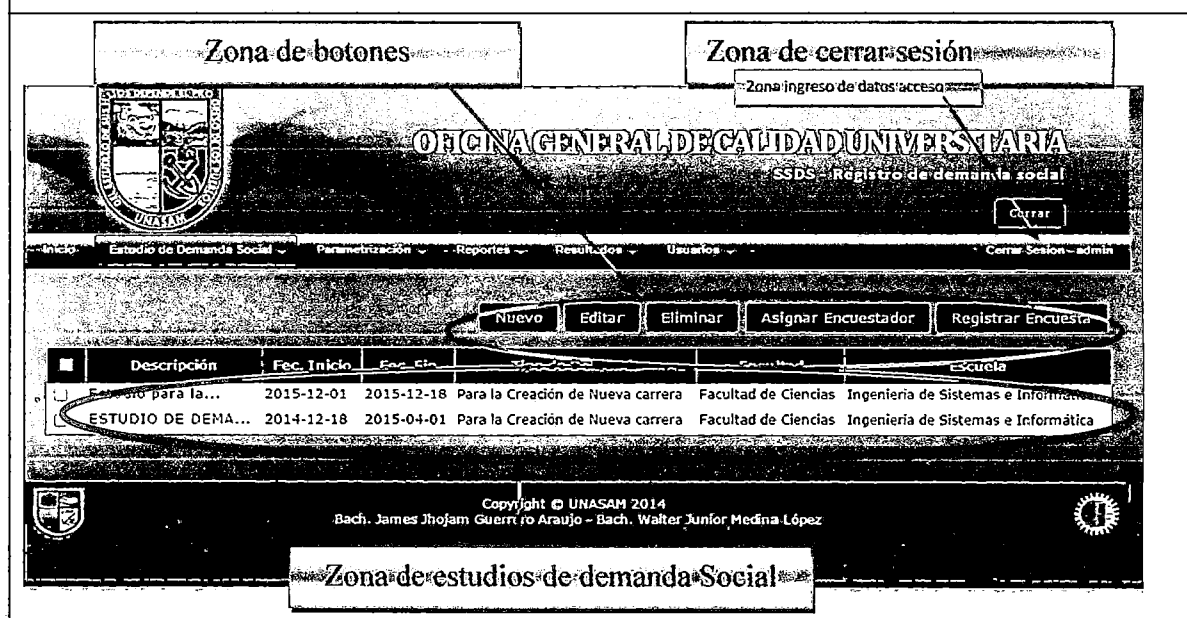 Zona de botones
Zona de cerrar sesión
Zona ingreso de datos acceso
OFICINA GENERAL DE CALIDAD UNIVERSITARIA
SSDS - Registro de demanda social
UNASAM
Cerrar
Inicio Estudio de Demanda Social Parametrización Reportes Resultados Usuarios Cerrar Sesion - admin
Nuevo Editar Eliminar Asignar Encuestador Registrar Encuesta
Descripción Fec. Inicio Fec. Fin Facultad Escuela
para la... 2015-12-01 2015-12-18 Para la Creación de Nueva carrera Facultad de Ciencias Ingeniería de Sistemas e Informática
ESTUDIO DE DEMA... 2014-12-18 2015-04-01 Para la Creación de Nueva carrera Facultad de Ciencias Ingeniería de Sistemas e Informática
Copyright © UNASAM 2014
Bach. James Jhojam Guerrero Araujo - Bach. Walter Junior Medina López
Zona de estudios de demanda Social